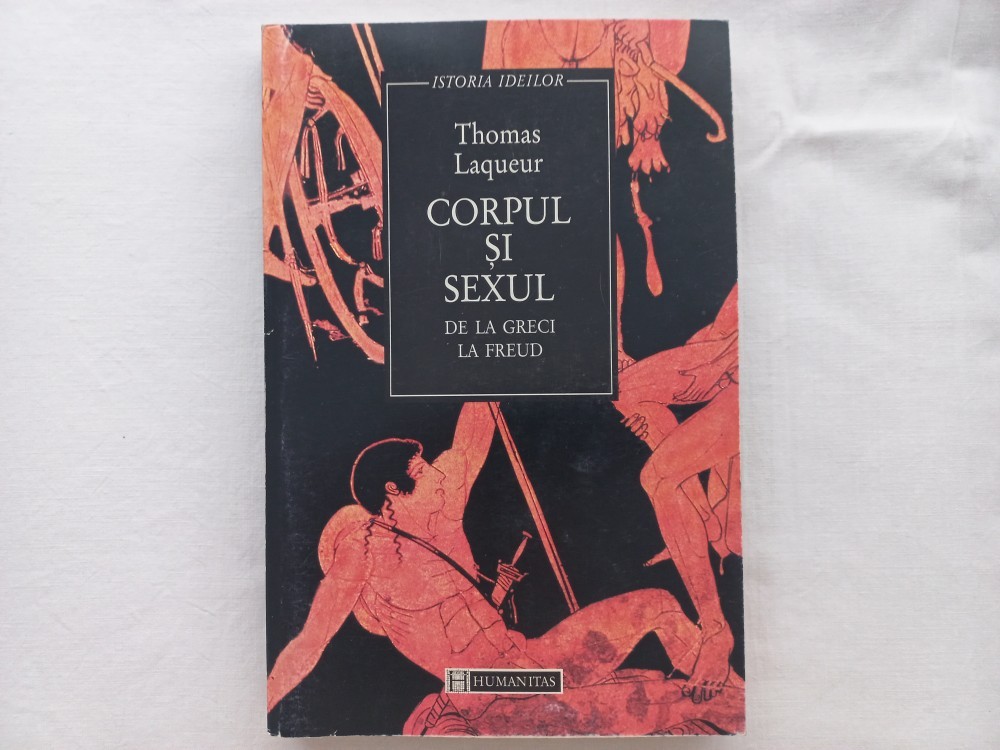 ISTORIA IDEILOR
Thomas
Laqueur
CORPUL
ȘI
SEXUL
DE LA GRECI
LA FREUD
HUMANITAS